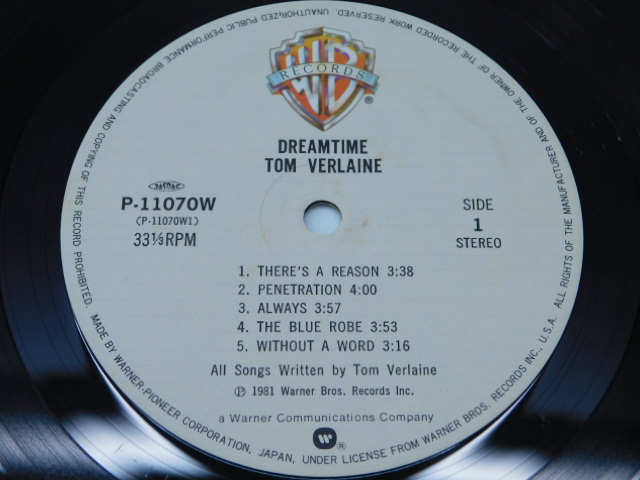 WB
RECORDS
®
DREAMTIME
TOM VERLAINE
JASRAC
P-11070W
(P-11070W1)
33⅓RPM
SIDE
1
STEREO
1. THERE'S A REASON 3:38
2. PENETRATION 4:00
3. ALWAYS 3:57
4. THE BLUE ROBE 3:53
5. WITHOUT A WORD 3:16
All Songs Written by Tom Verlaine
℗ 1981 Warner Bros. Records Inc.
a Warner Communications Company
®
MADE BY WARNER-PIONEER CORPORATION, JAPAN, UNDER LICENSE FROM WARNER BROS. RECORDS INC., U.S.A. ALL RIGHTS OF THE MANUFACTURER AND OF THE OWNER OF THE RECORDED WORK RESERVED. UNAUTHORIZED PUBLIC PERFORMANCE BROADCASTING AND COPYING OF THIS RECORD PROHIBITED.